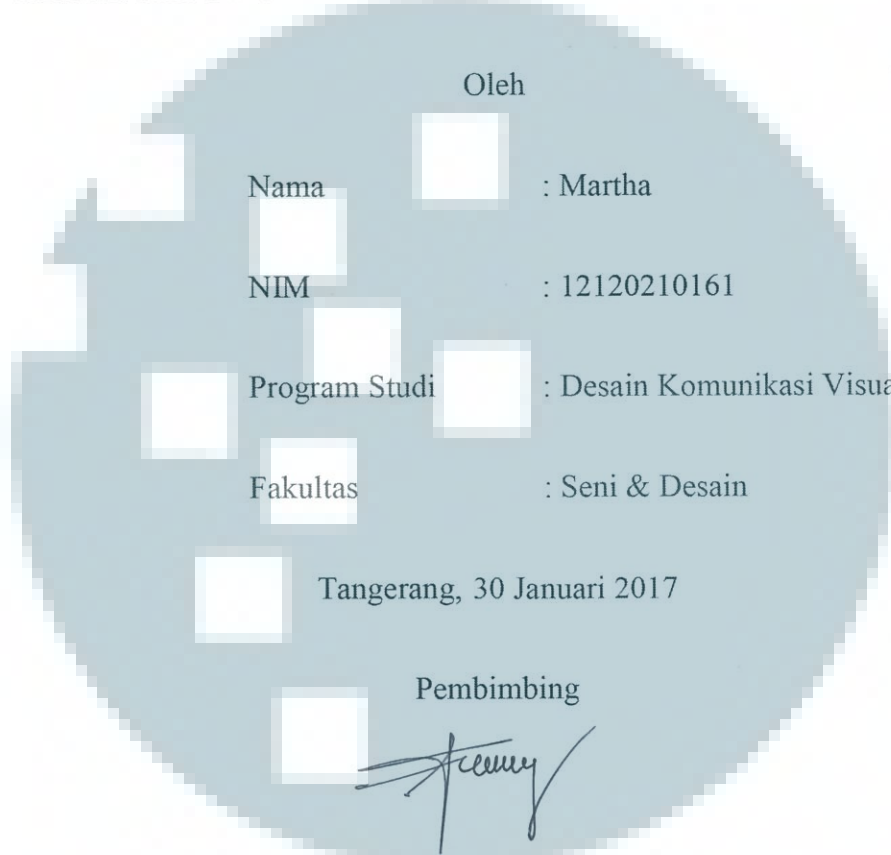 Oleh
Nama : Martha
NIM : 12120210161
Program Studi : Desain Komunikasi Visua
Fakultas : Seni & Desain
Tangerang, 30 Januari 2017
Pembimbing